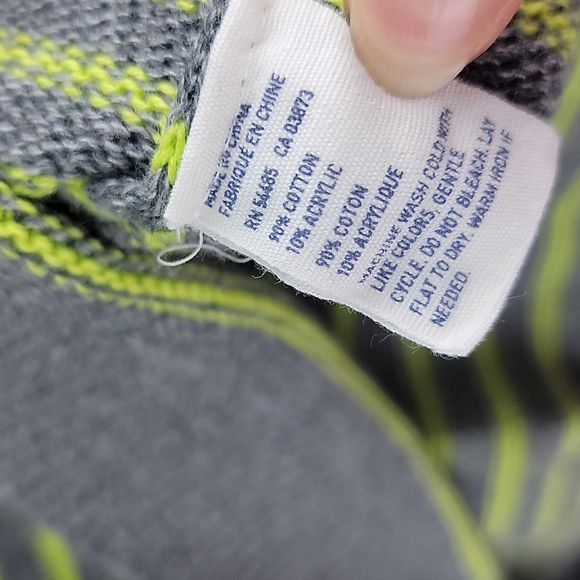 MADE IN CHINA
FABRIQUÉ EN CHINE
RN 54485 CA 03873
90% COTTON
10% ACRYLIC
90% COTON
10% ACRYLIQUE
MACHINE WASH COLD WITH
LIKE COLORS, GENTLE
CYCLE. DO NOT BLEACH. LAY
FLAT TO DRY. WARM IRON IF
NEEDED.